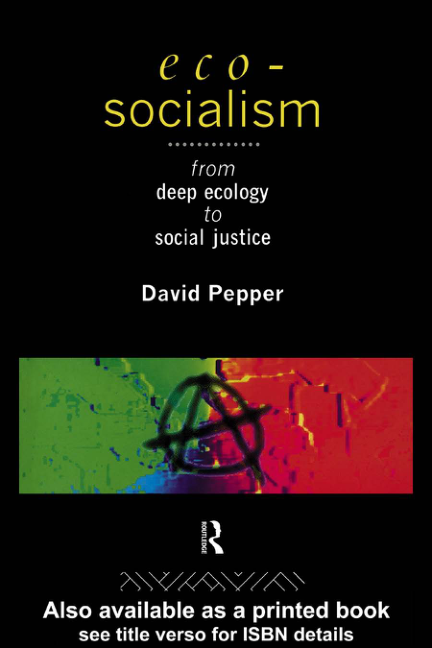 eco-
socialism
from
deep ecology
to
social justice
David Pepper
ROUTLEDGE
Also available as a printed book
see title verso for ISBN details